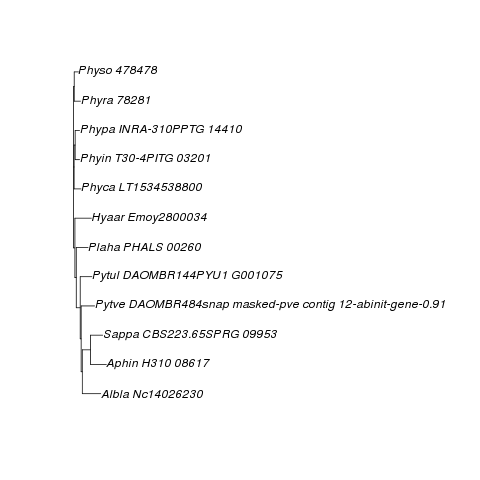 Physo 478478
Phyra 78281
Phypa INRA-310PPTG 14410
Phyin T30-4PITG 03201
Phyca LT1534538800
Hyaar Emoy2800034
Plaha PHALS 00260
Pytul DAOMBR144PYU1 G001075
Pytve DAOMBR484snap masked-pve contig 12-abinit-gene-0.91
Sappa CBS223.65SPRG 09953
Aphin H310 08617
Albla Nc14026230